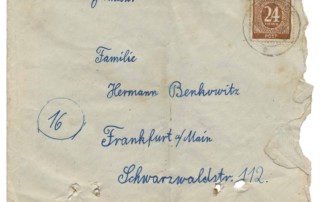 24
Familie
Hermann Benkowitz
16
Frankfurt a/Main
Schwarzwaldstr. 112.